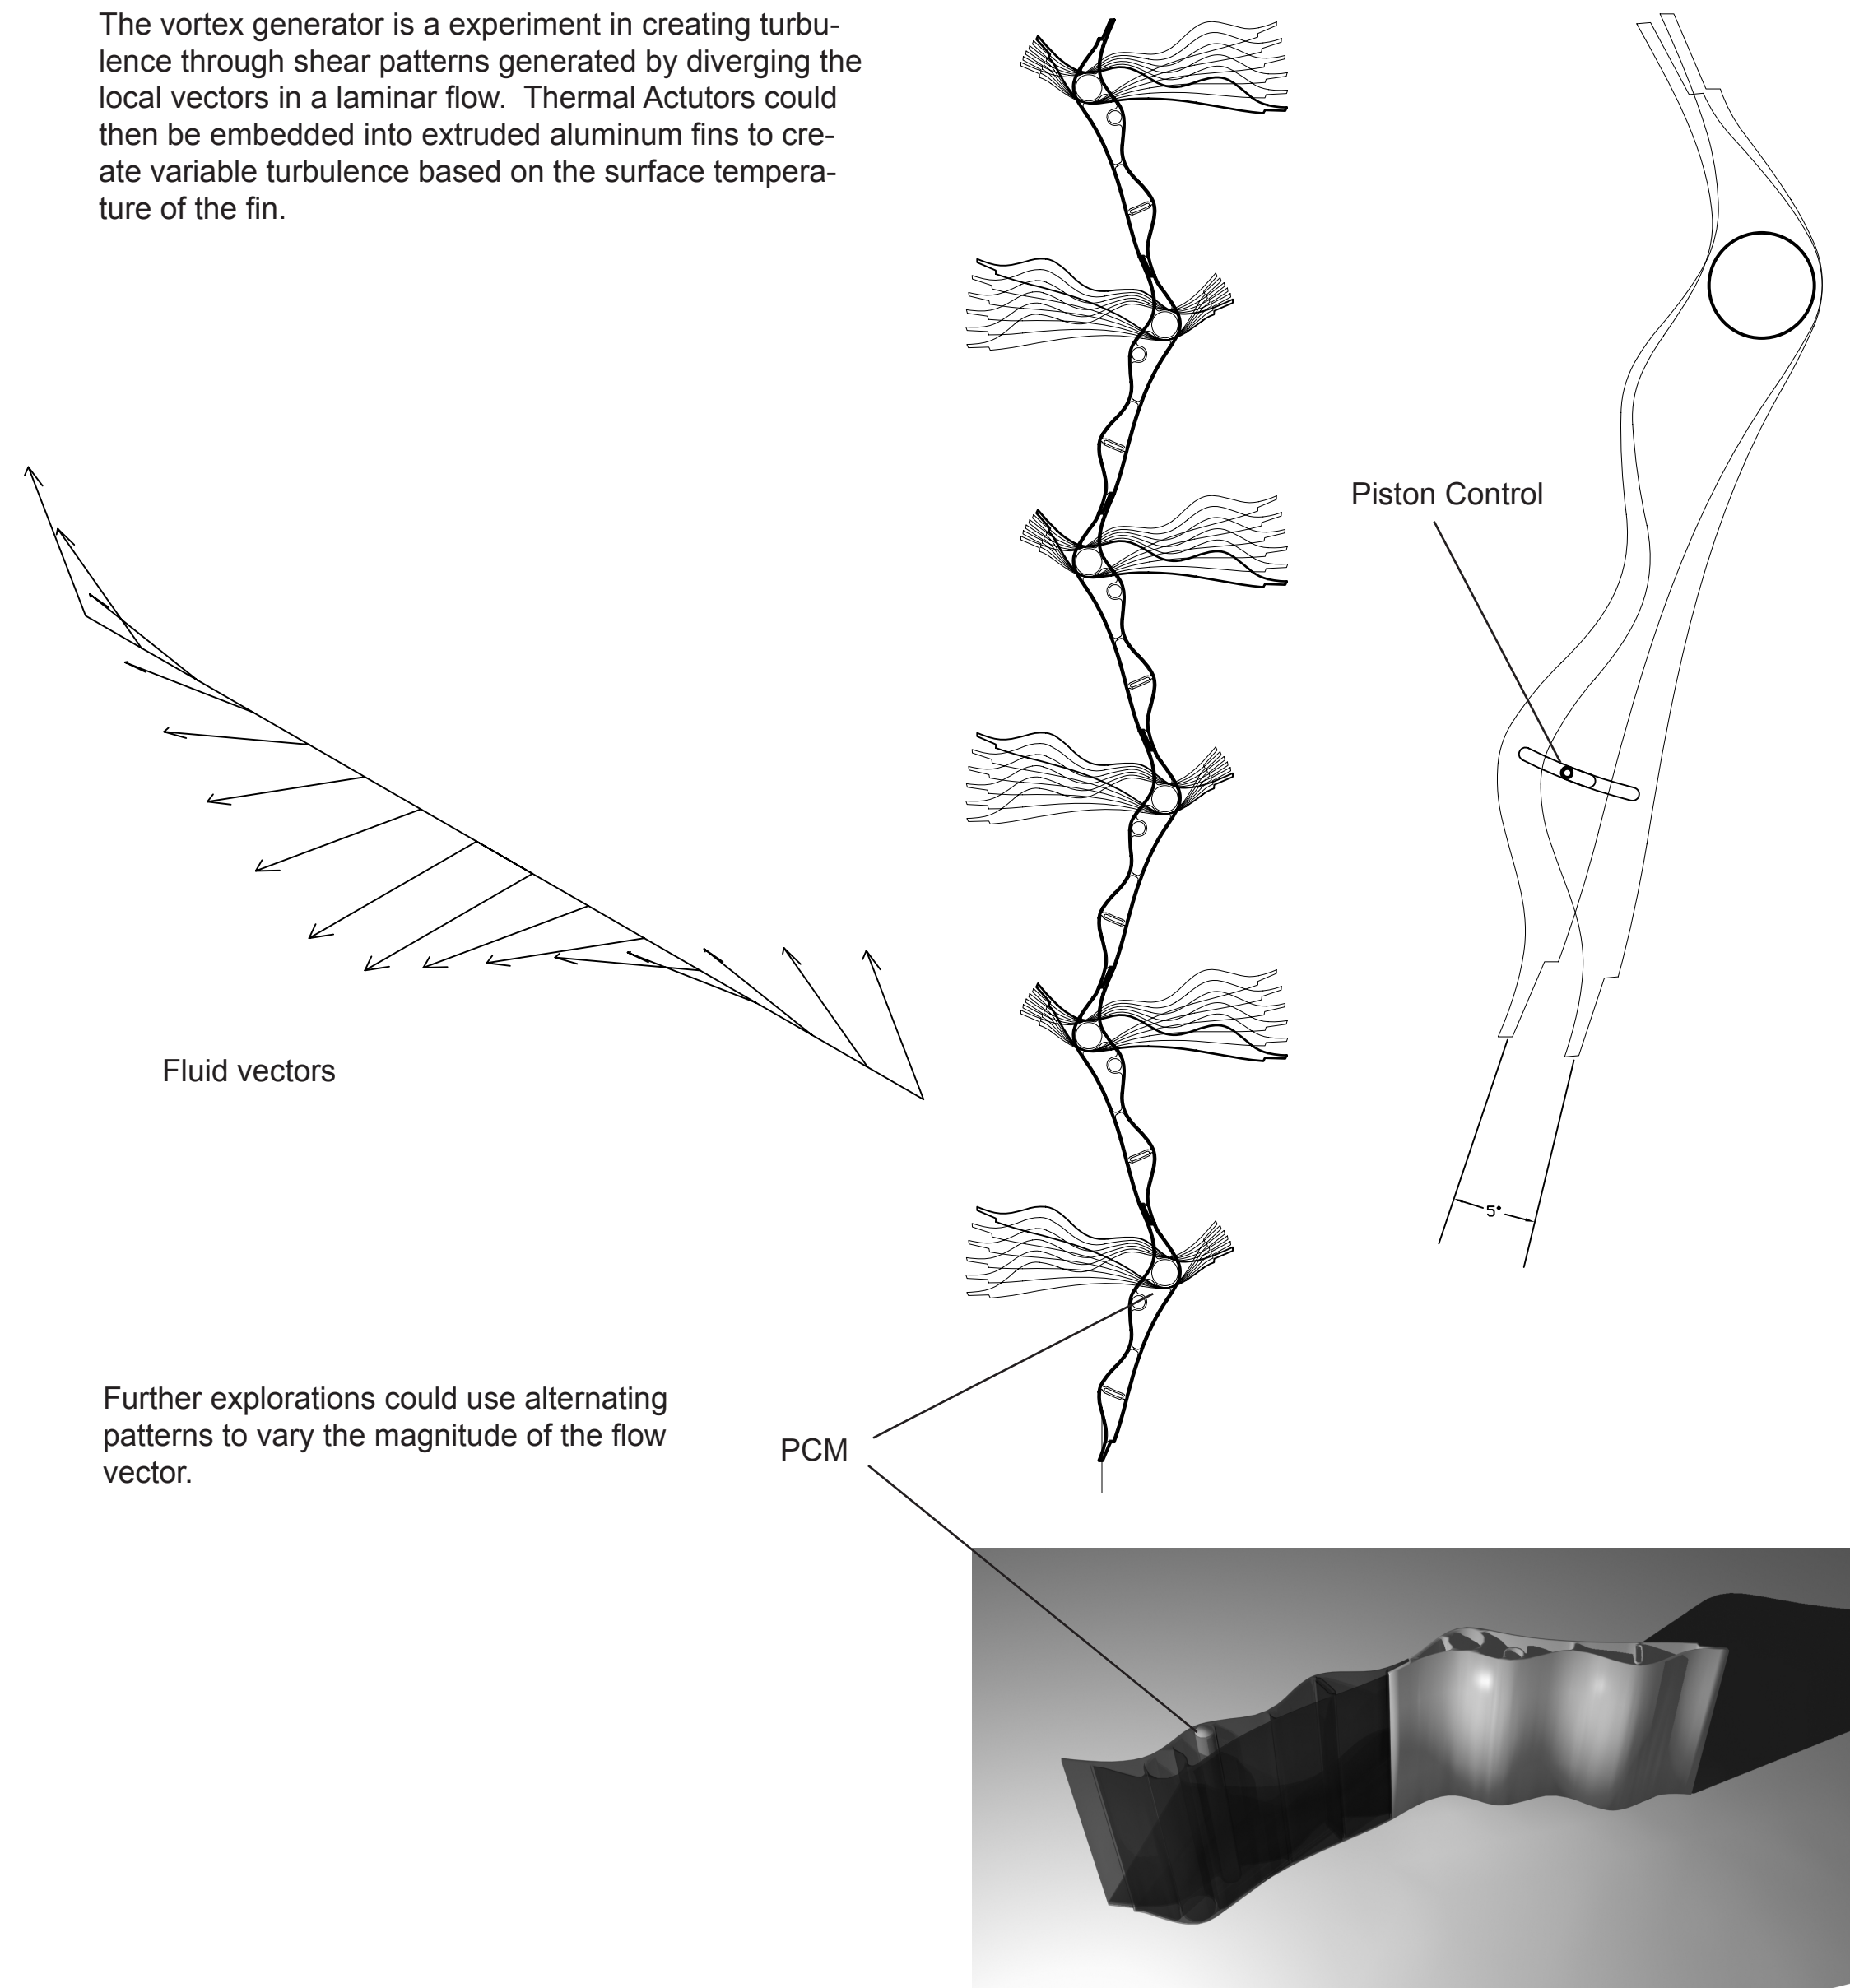 The vortex generator is a experiment in creating turbu-
lence through shear patterns generated by diverging the
local vectors in a laminar flow.  Thermal Actutors could
then be embedded into extruded aluminum fins to cre-
ate variable turbulence based on the surface tempera-
ture of the fin.
Piston Control
Fluid vectors
5°
Further explorations could use alternating
patterns to vary the magnitude of the flow
vector.
PCM